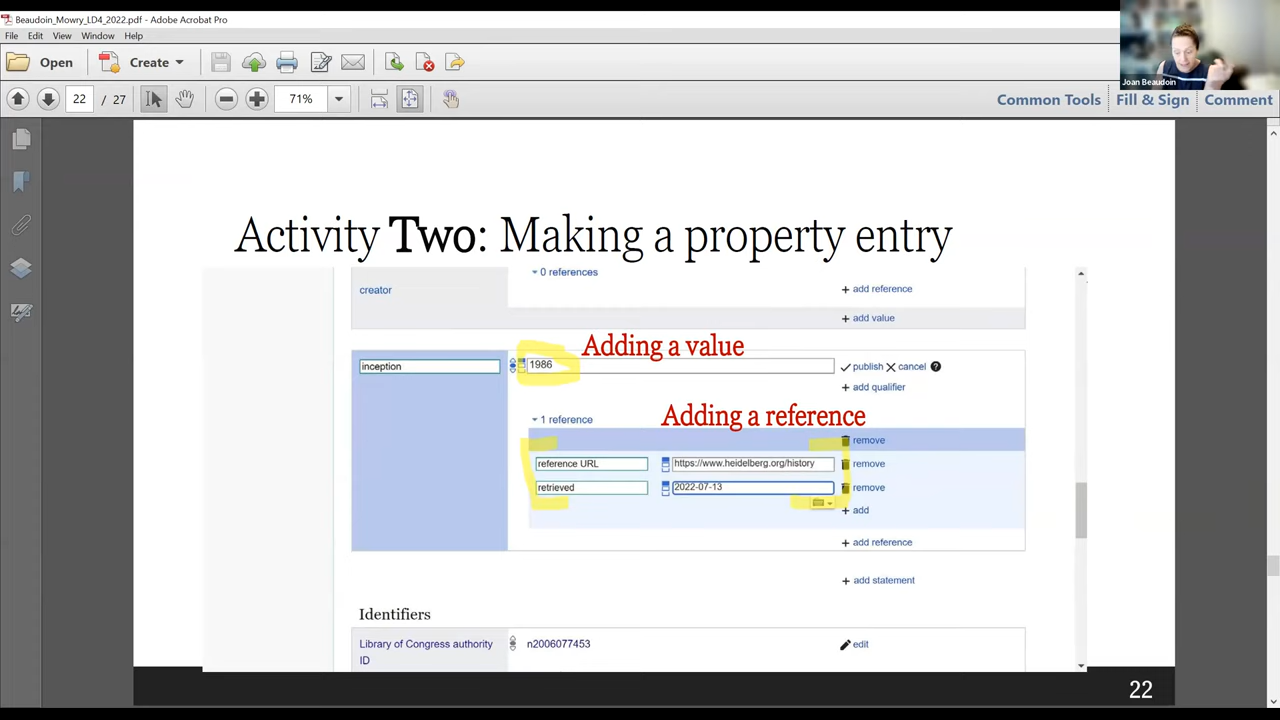 Beaudoin_Mowry_LD4_2022.pdf - Adobe Acrobat Pro
File Edit View Window Help
Joan Beaudoin
Open Create 22 / 27 71% Common Tools Fill & Sign Comment
Activity Two: Making a property entry
0 references
creator
+ add reference
+ add value
Adding a value
inception 1986 publish cancel ?
+ add qualifier
1 reference
Adding a reference
remove
reference URL https://www.heidelberg.org/history remove
retrieved 2022-07-13 remove
+ add
+ add reference
+ add statement
Identifiers
Library of Congress authority ID n2006077453 edit
22